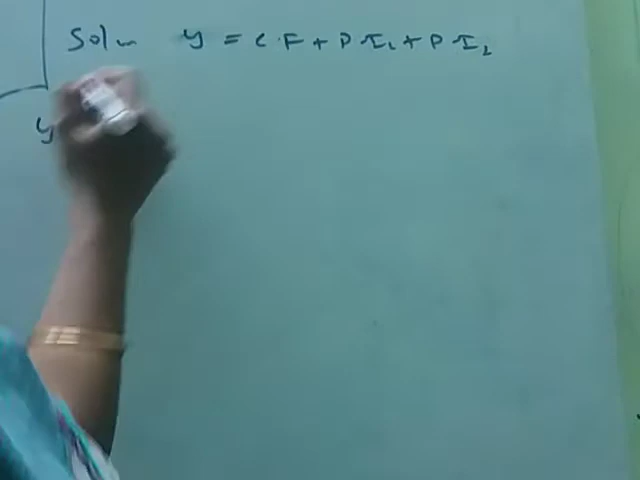 Soln y = C.F + P.I₁ + P.I₂
y